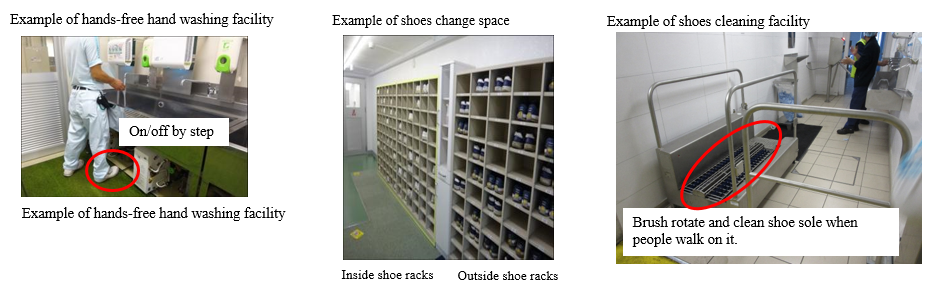 Example of hands-free hand washing facility
Example of shoes change space
Example of shoes cleaning facility
On/off by step
Example of hands-free hand washing facility
Brush rotate and clean shoe sole when
people walk on it.
Inside shoe racks
Outside shoe racks